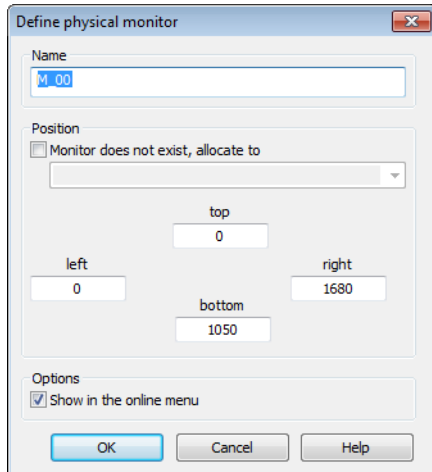 Define physical monitor
Name
M_00
Position
Monitor does not exist, allocate to
top
0
left
right
0
1680
bottom
1050
Options
Show in the online menu
OK
Cancel
Help